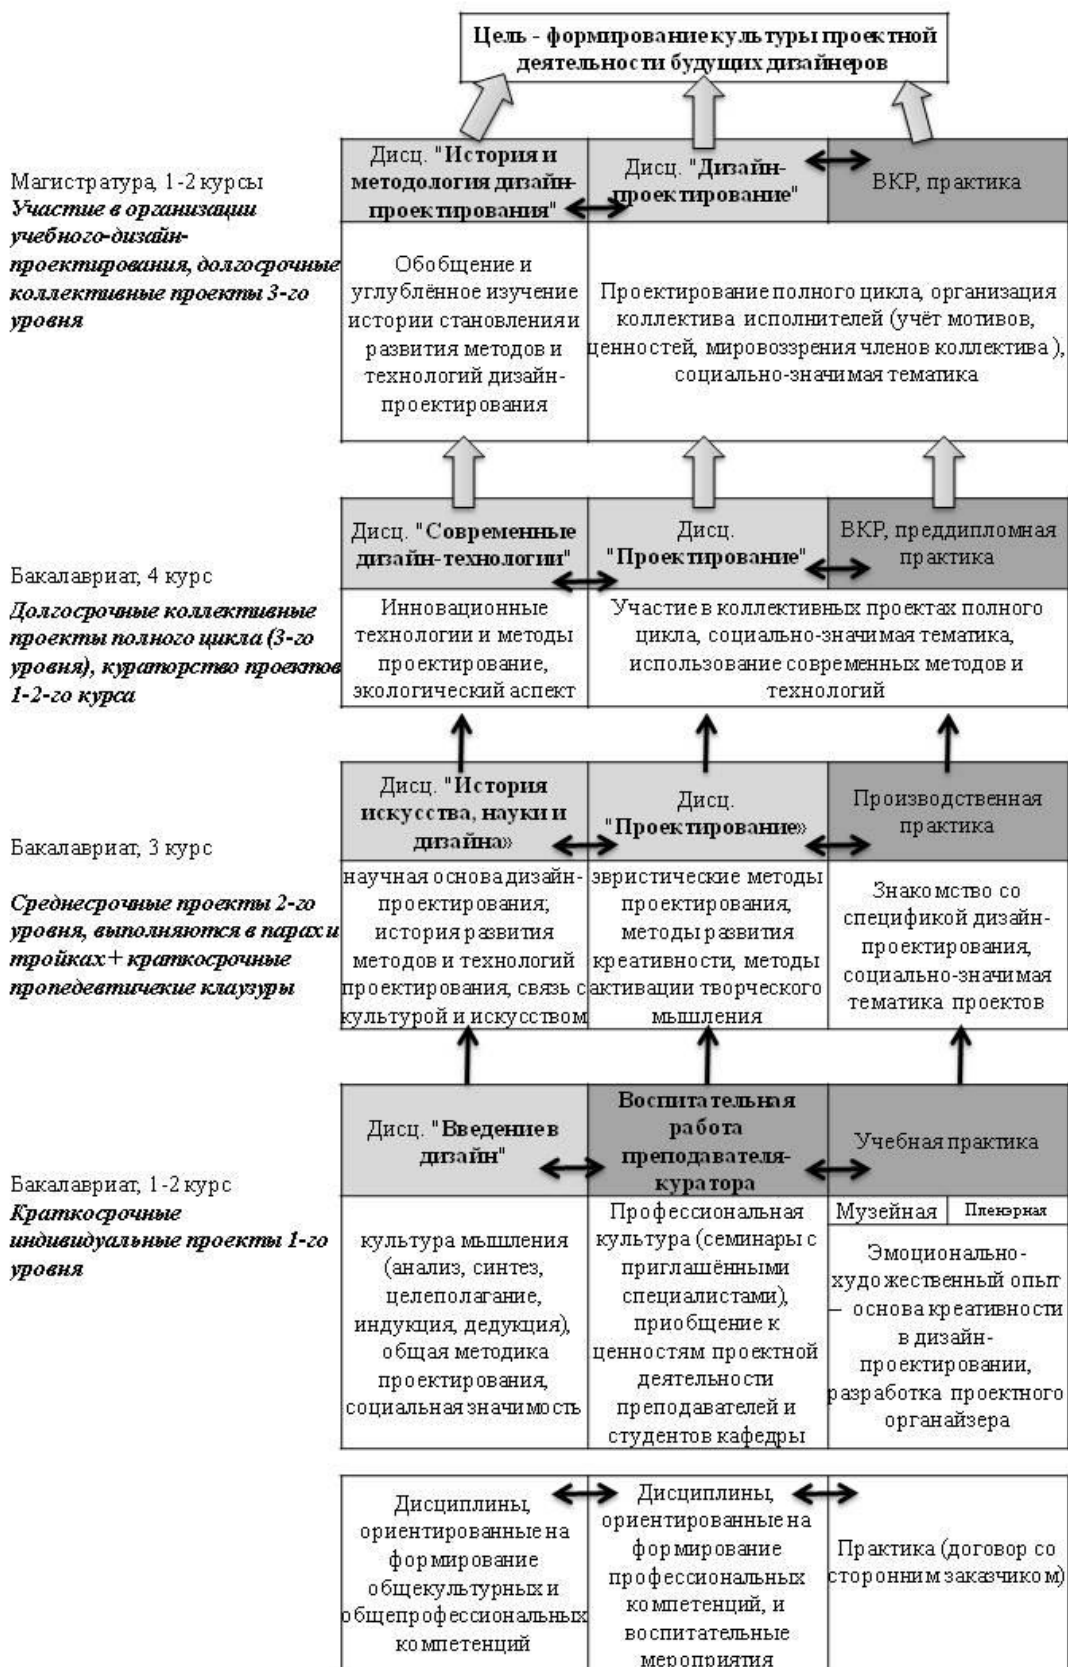 Цель - формирование культуры проектной
деятельности будущих дизайнеров
Магистратура, 1-2 курсы
Участие в организации
учебного-дизайн-
проектирования, долгосрочные
коллективные проекты 3-го
уровня
Дисц. "История и
методология дизайн-
проектирования"
Дисц. "Дизайн-
проектирование"
ВКР, практика
Обобщение и
углублённое изучение
истории становления и
развития методов и
технологий дизайн-
проектирования
Проектирование полного цикла, организация
коллектива исполнителей (учёт мотивов,
ценностей, мировоззрения членов коллектива ),
социально-значимая тематика
Бакалавриат, 4 курс
Долгосрочные коллективные
проекты полного цикла (3-го
уровня), кураторство проектов
1-2-го курса
Дисц. "Современные
дизайн-технологии"
Дисц.
"Проектирование"
ВКР, преддипломная
практика
Инновационные
технологии и методы
проектирование,
экологический аспект
Участие в коллективных проектах полного
цикла, социально-значимая тематика,
использование современных методов и
технологий
Бакалавриат, 3 курс
Среднесрочные проекты 2-го
уровня, выполняются в парах и
тройках + краткосрочные
пропедевтичекие клаузуры
Дисц. "История
искусства, науки и
дизайна»
Дисц.
"Проектирование»
Производственная
практика
научная основа дизайн-
проектирования;
история развития
методов и технологий
проектирования, связь с
культурой и искусством
эвристические методы
проектирования,
методы развития
креативности, методы
активации творческого
мышления
Знакомство со
спецификой дизайн-
проектирования,
социально-значимая
тематика проектов
Бакалавриат, 1-2 курс
Краткосрочные
индивидуальные проекты 1-го
уровня
Дисц. "Введение в
дизайн"
Воспитательная
работа
преподавателя-
куратора
Учебная практика
Музейная
Пленэрная
культура мышления
(анализ, синтез,
целеполагание,
индукция, дедукция),
общая методика
проектирования,
социальная значимость
Профессиональная
культура (семинары с
приглашёнными
специалистами),
приобщение к
ценностям проектной
деятельности
преподавателей и
студентов кафедры
Эмоционально-
художественный опыт
– основа креативности
в дизайн-
проектировании,
разработка проектного
органайзера
Дисциплины,
ориентированные на
формирование
общекультурных и
общепрофессиональных
компетенций
Дисциплины,
ориентированные на
формирование
профессиональных
компетенций, и
воспитательные
мероприятия
Практика (договор со
сторонним заказчиком)